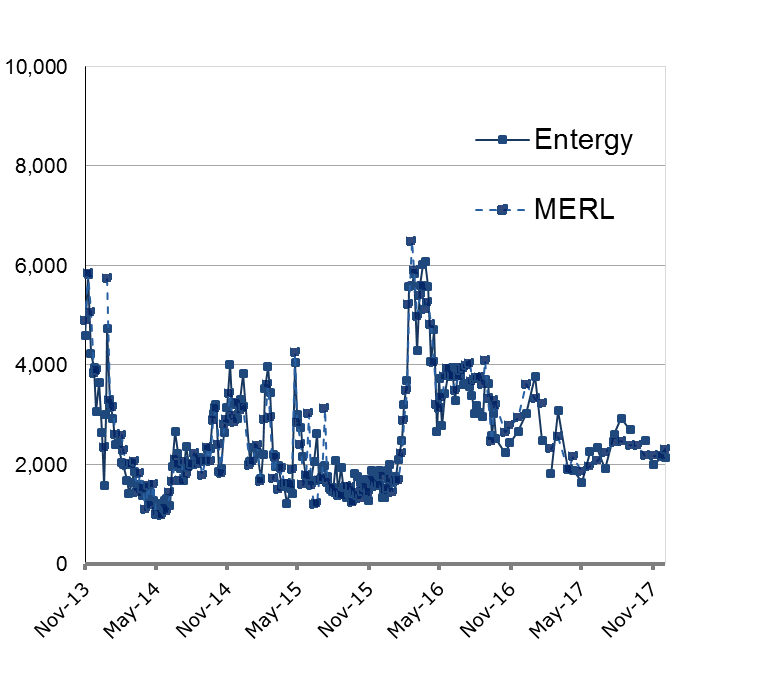 10,000
8,000
6,000
4,000
2,000
0
Entergy
MERL
Nov-13
May-14
Nov-14
May-15
Nov-15
May-16
Nov-16
May-17
Nov-17